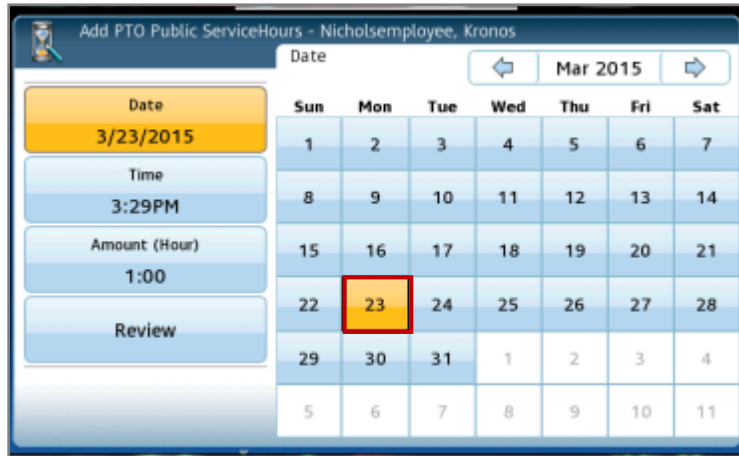 Add PTO Public ServiceHours - Nicholsemployee, Kronos
Date
3/23/2015
Time
3:29PM
Amount (Hour)
1:00
Review
Date
Mar 2015
Sun Mon Tue Wed Thu Fri Sat
1 2 3 4 5 6 7
8 9 10 11 12 13 14
15 16 17 18 19 20 21
22 23 24 25 26 27 28
29 30 31 1 2 3 4
5 6 7 8 9 10 11